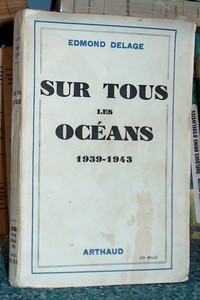 EDMOND DELAGE
SUR TOUS
LES
OCÉANS
1939-1943
ARTHAUD